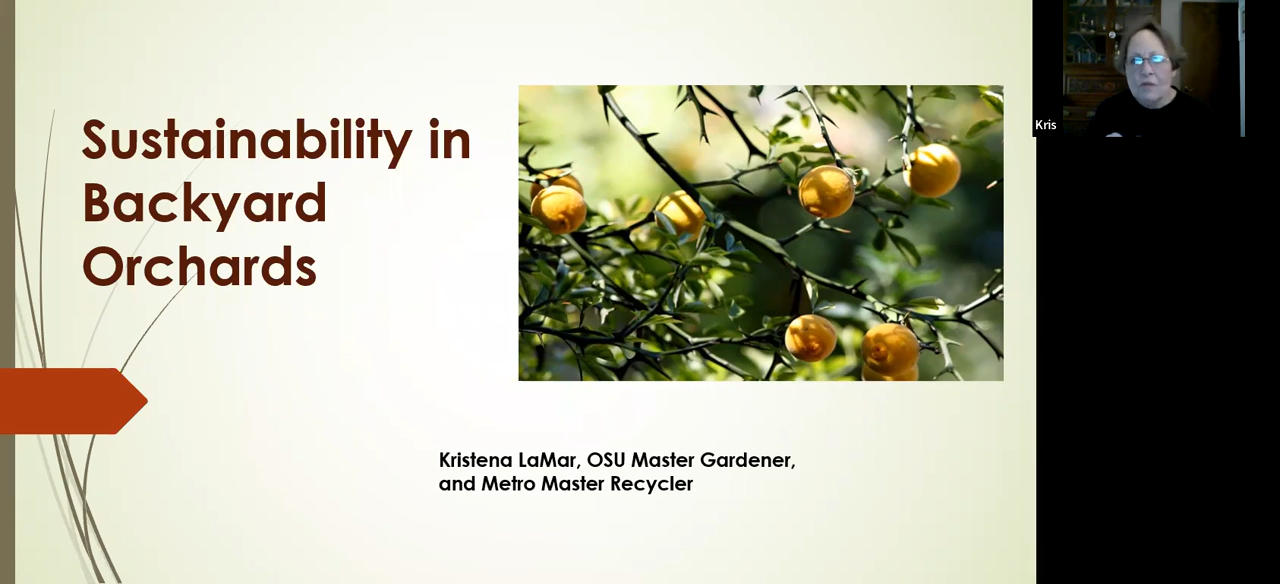 Sustainability in
Backyard
Orchards
Kristena LaMar, OSU Master Gardener,
and Metro Master Recycler
Kris